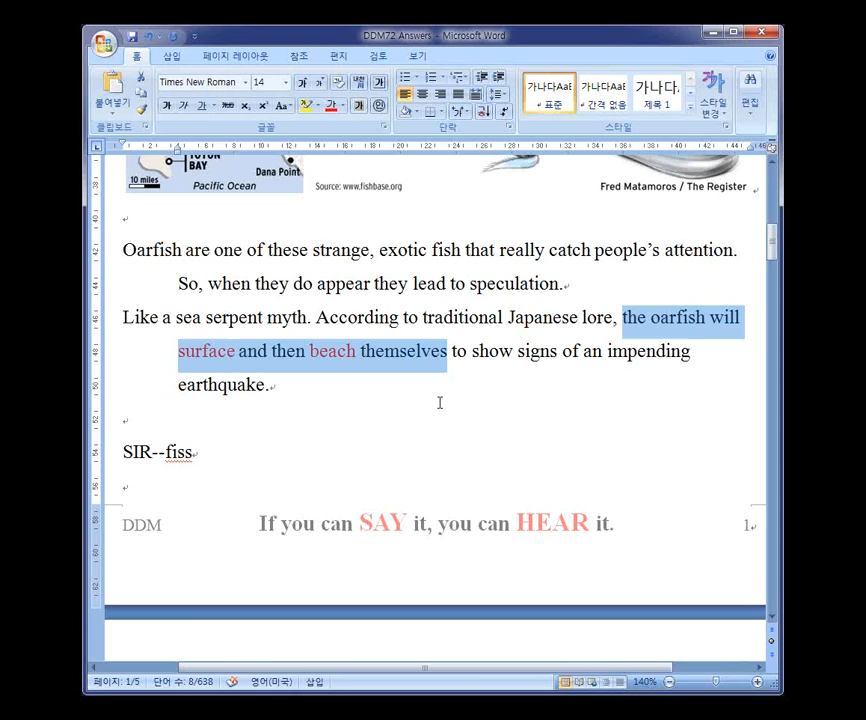 DDM72 Answers - Microsoft Word
홈 삽입 페이지 레이아웃 참조 편지 검토 보기
붙여넣기
Times New Roman 14
가나다AaE 가나다AaE 가나다
표준 간격 없음 제목 1
스타일 변경
편집
클립보드 글꼴 단락 스타일
BAY
Dana Point
10 miles Pacific Ocean
Source: www.fishbase.org
Fred Matamoros / The Register
Oarfish are one of these strange, exotic fish that really catch people's attention.
So, when they do appear they lead to speculation.
Like a sea serpent myth. According to traditional Japanese lore, the oarfish will
surface and then beach themselves to show signs of an impending
earthquake.
SIR--fiss
DDM If you can SAY it, you can HEAR it. 1
페이지: 1/5 단어 수: 8/638 영어(미국) 삽입 140%